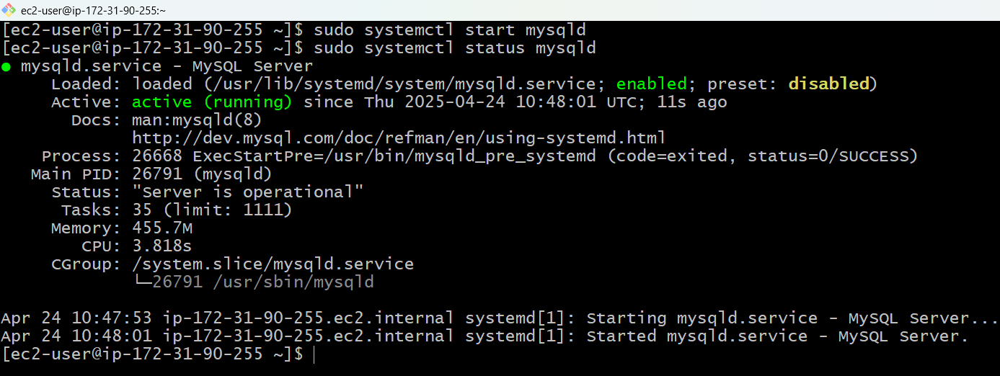 ec2-user@ip-172-31-90-255:~
[ec2-user@ip-172-31-90-255 ~]$ sudo systemctl start mysqld
[ec2-user@ip-172-31-90-255 ~]$ sudo systemctl status mysqld
● mysqld.service - MySQL Server
     Loaded: loaded (/usr/lib/systemd/system/mysqld.service; enabled; preset: disabled)
     Active: active (running) since Thu 2025-04-24 10:48:01 UTC; 11s ago
       Docs: man:mysqld(8)
             http://dev.mysql.com/doc/refman/en/using-systemd.html
    Process: 26668 ExecStartPre=/usr/bin/mysqld_pre_systemd (code=exited, status=0/SUCCESS)
   Main PID: 26791 (mysqld)
     Status: "Server is operational"
      Tasks: 35 (limit: 1111)
     Memory: 455.7M
        CPU: 3.818s
     CGroup: /system.slice/mysqld.service
             └─26791 /usr/sbin/mysqld
Apr 24 10:47:53 ip-172-31-90-255.ec2.internal systemd[1]: Starting mysqld.service - MySQL Server...
Apr 24 10:48:01 ip-172-31-90-255.ec2.internal systemd[1]: Started mysqld.service - MySQL Server.
[ec2-user@ip-172-31-90-255 ~]$